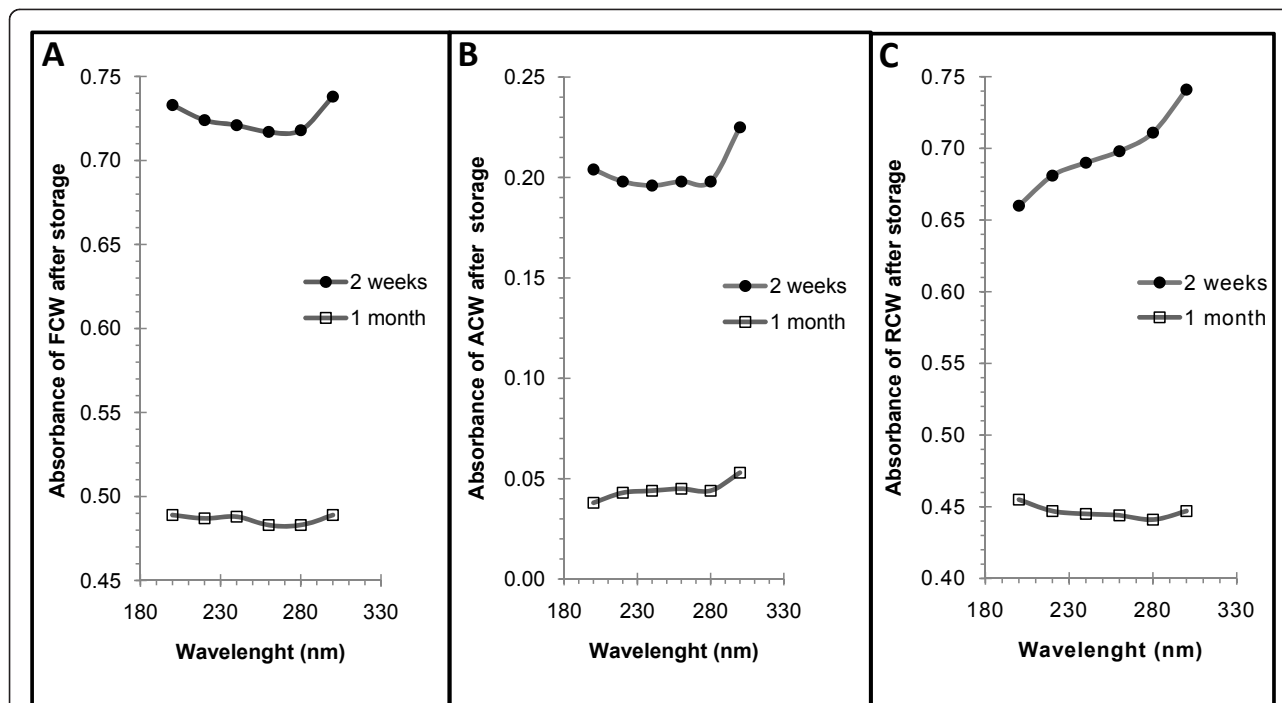 A
Absorbance of FCW after storage
0.75
0.70
0.65
0.60
0.55
0.50
0.45
2 weeks
1 month
180 230 280 330
Wavelenght (nm)
B
Absorbance of ACW after storage
0.25
0.20
0.15
0.10
0.05
0.00
2 weeks
1 month
180 230 280 330
Wavelenght (nm)
C
Absorbance of RCW after storage
0.75
0.70
0.65
0.60
0.55
0.50
0.45
0.40
2 weeks
1 month
180 230 280 330
Wavelenght (nm)